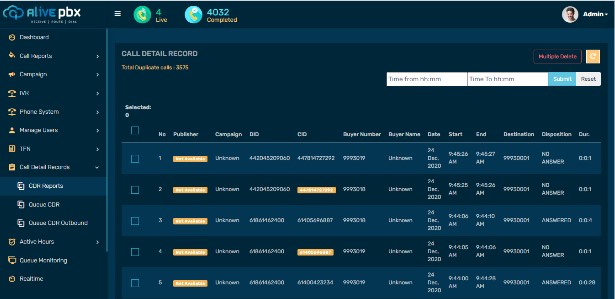 alive pbx
4
Live
4032
Completed
Admin
Dashboard
Call Reports
Campaign
IVR
Phone System
Manage Users
TFN
Call Detail Records
CDR Reports
Queue CDR
Queue CDR Outbound
Active Hours
Queue Monitoring
Realtime
CALL DETAIL RECORD
Multiple Delete
Total Duplicate calls - 3575
Time from hh:mm Time To hh:mm Submit Reset
Selected:
0
No Publisher Campaign DID CID Buyer Number Buyer Name Date Start End Destination Disposition Dur.
1 Not Available Unknown 442045209060 447814727292 9993019 Unknown 24 Dec, 2020 9:45:26 AM 9:45:27 AM 99930001 NO ANSWER 0:0:1
2 Not Available Unknown 442045209060 9993018 Unknown 24 Dec, 2020 9:45:25 AM 9:45:26 AM 99930001 NO ANSWER 0:0:1
3 Not Available Unknown 61861462400 61405696887 9993018 Unknown 24 Dec, 2020 9:44:06 AM 9:44:10 AM 99930001 ANSWERED 0:0:4
4 Not Available Unknown 61861462400 61405696887 9993019 Unknown 24 Dec, 2020 9:44:05 AM 9:44:06 AM 99930001 NO ANSWER 0:0:1
5 Not Available Unknown 61861462400 61400423234 9993019 Unknown 24 Dec, 2020 9:44:00 AM 9:44:28 AM 99930001 ANSWERED 0:0:28